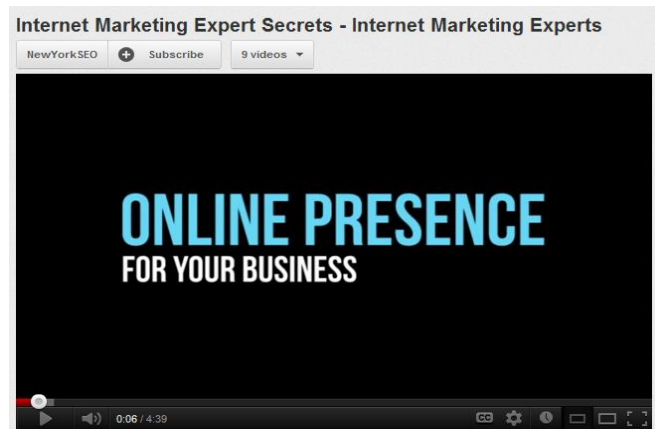 Internet Marketing Expert Secrets - Internet Marketing Experts
NewYorkSEO Subscribe 9 videos
ONLINE PRESENCE
FOR YOUR BUSINESS
0:06 / 4:39 CC